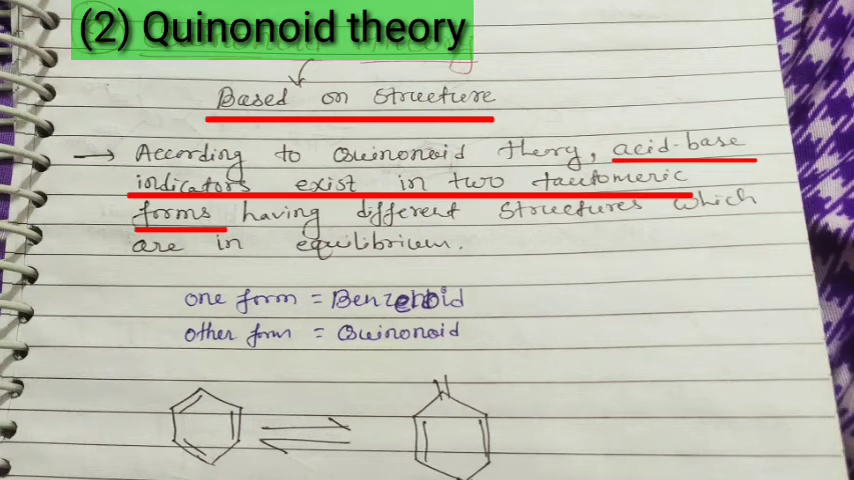 (2) Quinonoid theory
Based on Structure
→ According to Quinonoid theory, acid-base
indicators exist in two tautomeric
forms having different Structures which
are in equilibrium.
one form = Benzenoid
other form = Quinonoid